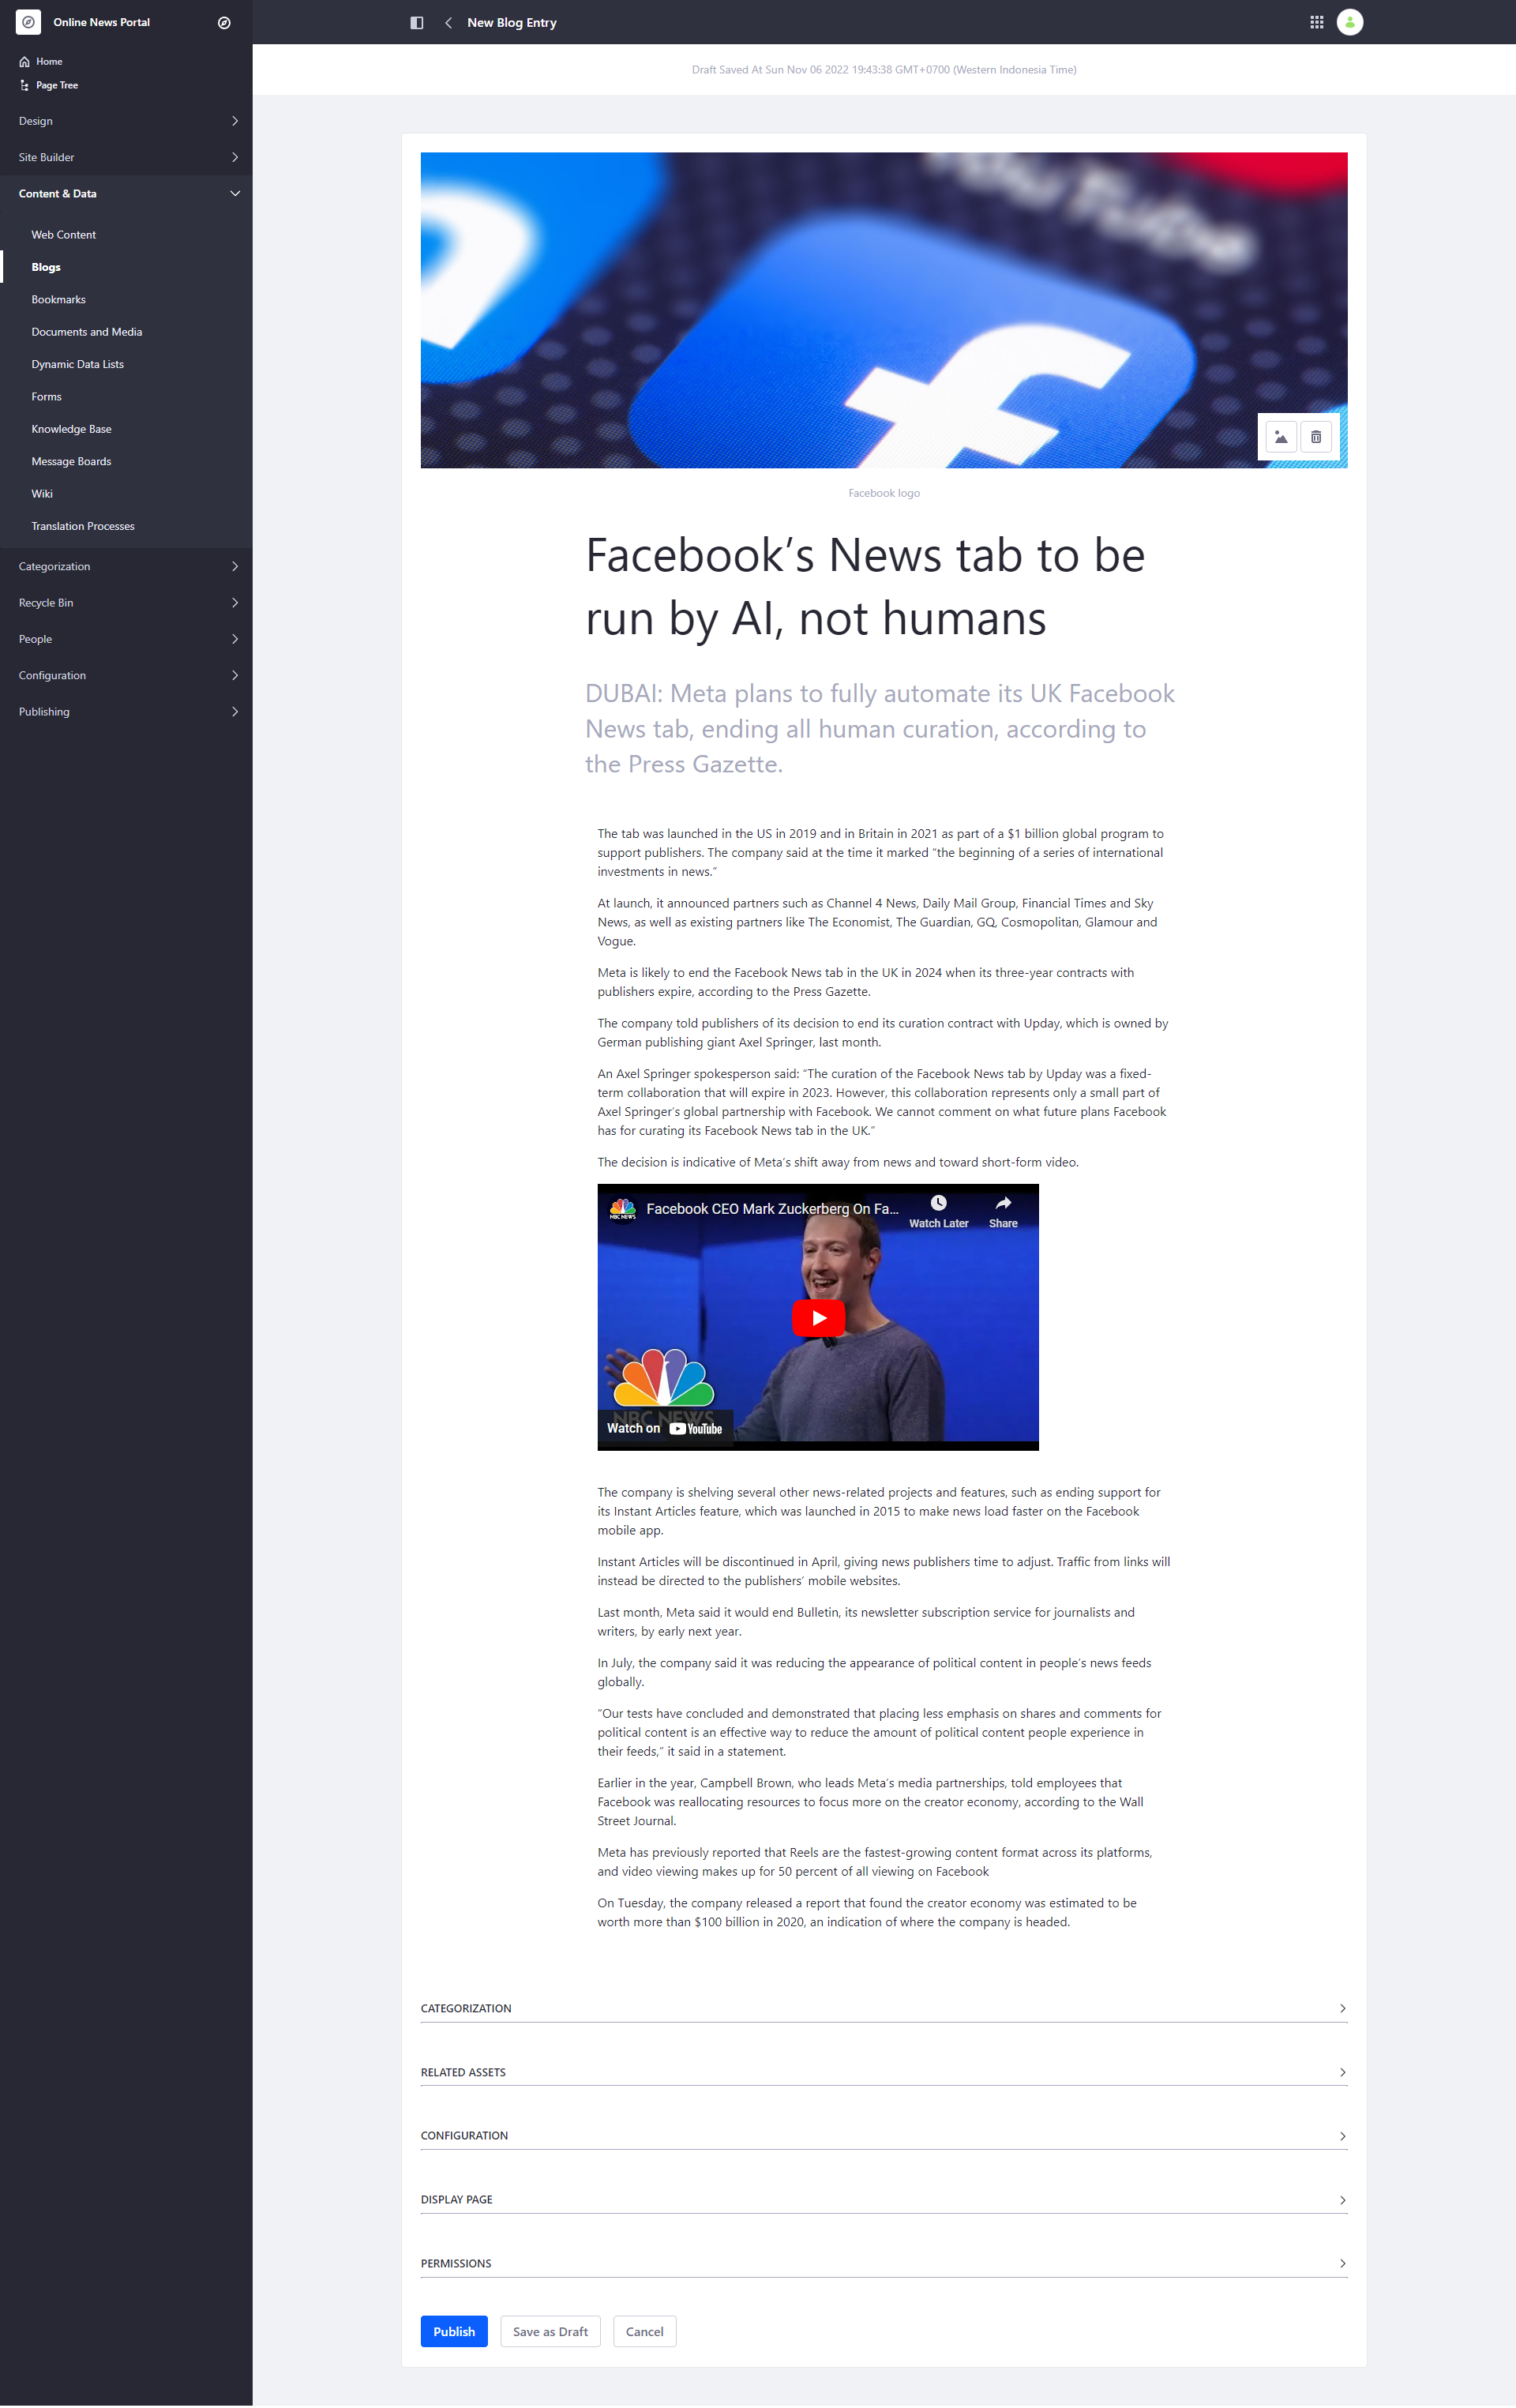 Online News Portal
Home
Page Tree
Design
Site Builder
Content & Data
Web Content
Blogs
Bookmarks
Documents and Media
Dynamic Data Lists
Forms
Knowledge Base
Message Boards
Wiki
Translation Processes
Categorization
Recycle Bin
People
Configuration
Publishing
New Blog Entry
Draft Saved At Sun Nov 06 2022 19:43:38 GMT+0700 (Western Indonesia Time)
YouTube
f
Facebook logo
Facebook’s News tab to be
run by AI, not humans
DUBAI: Meta plans to fully automate its UK Facebook
News tab, ending all human curation, according to
the Press Gazette.
The tab was launched in the US in 2019 and in Britain in 2021 as part of a $1 billion global program to
support publishers. The company said at the time it marked “the beginning of a series of international
investments in news.”
At launch, it announced partners such as Channel 4 News, Daily Mail Group, Financial Times and Sky
News, as well as existing partners like The Economist, The Guardian, GQ, Cosmopolitan, Glamour and
Vogue.
Meta is likely to end the Facebook News tab in the UK in 2024 when its three-year contracts with
publishers expire, according to the Press Gazette.
The company told publishers of its decision to end its curation contract with Upday, which is owned by
German publishing giant Axel Springer, last month.
An Axel Springer spokesperson said: “The curation of the Facebook News tab by Upday was a fixed-
term collaboration that will expire in 2023. However, this collaboration represents only a small part of
Axel Springer’s global partnership with Facebook. We cannot comment on what future plans Facebook
has for curating its Facebook News tab in the UK.”
The decision is indicative of Meta’s shift away from news and toward short-form video.
NBC NEWS
Facebook CEO Mark Zuckerberg On Fa...
Watch Later
Share
NBC NEWS
Watch on YouTube
The company is shelving several other news-related projects and features, such as ending support for
its Instant Articles feature, which was launched in 2015 to make news load faster on the Facebook
mobile app.
Instant Articles will be discontinued in April, giving news publishers time to adjust. Traffic from links will
instead be directed to the publishers’ mobile websites.
Last month, Meta said it would end Bulletin, its newsletter subscription service for journalists and
writers, by early next year.
In July, the company said it was reducing the appearance of political content in people’s news feeds
globally.
“Our tests have concluded and demonstrated that placing less emphasis on shares and comments for
political content is an effective way to reduce the amount of political content people experience in
their feeds,” it said in a statement.
Earlier in the year, Campbell Brown, who leads Meta’s media partnerships, told employees that
Facebook was reallocating resources to focus more on the creator economy, according to the Wall
Street Journal.
Meta has previously reported that Reels are the fastest-growing content format across its platforms,
and video viewing makes up for 50 percent of all viewing on Facebook
On Tuesday, the company released a report that found the creator economy was estimated to be
worth more than $100 billion in 2020, an indication of where the company is headed.
CATEGORIZATION
RELATED ASSETS
CONFIGURATION
DISPLAY PAGE
PERMISSIONS
Publish
Save as Draft
Cancel